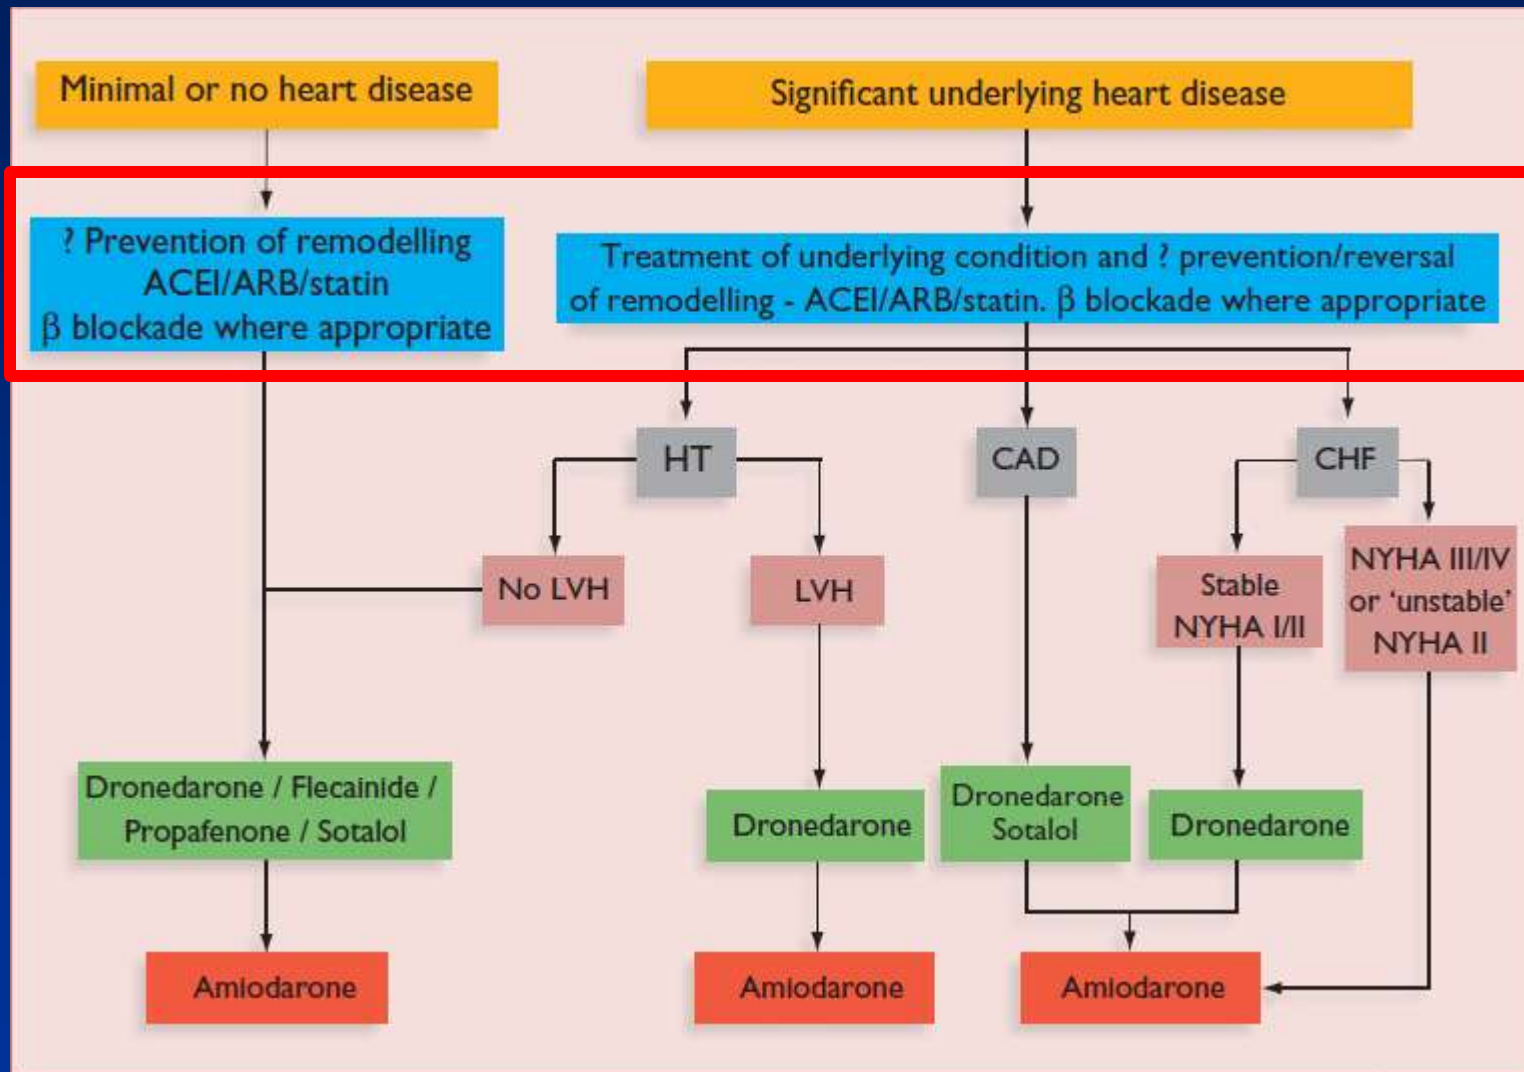 Minimal or no heart disease
Significant underlying heart disease
? Prevention of remodelling
ACEI/ARB/statin
β blockade where appropriate
Treatment of underlying condition and ? prevention/reversal
of remodelling - ACEI/ARB/statin. β blockade where appropriate
HT
CAD
CHF
No LVH
LVH
Stable
NYHA I/II
NYHA III/IV
or ‘unstable’
NYHA II
Dronedarone / Flecainide /
Propafenone / Sotalol
Dronedarone
Dronedarone
Sotalol
Dronedarone
Amiodarone
Amiodarone
Amiodarone